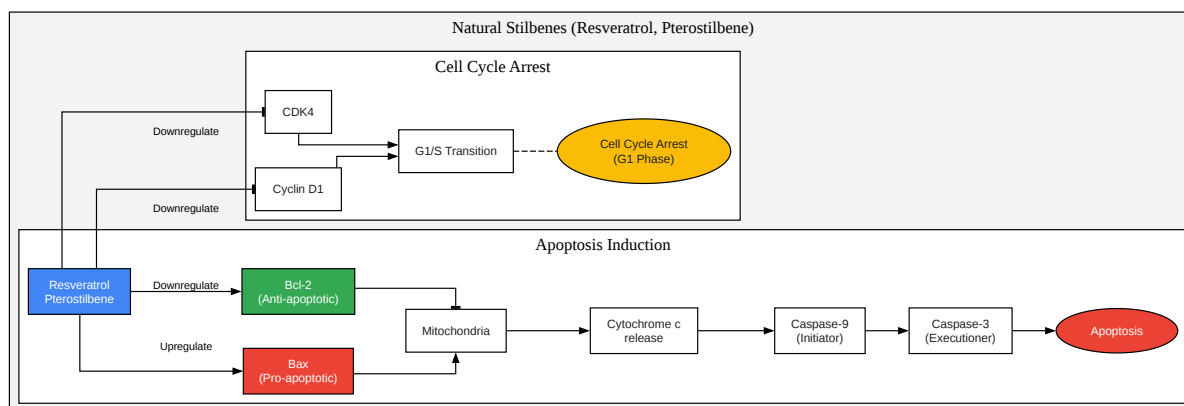 Natural Stilbenes (Resveratrol, Pterostilbene)
Cell Cycle Arrest
CDK4
Downregulate
G1/S Transition
Cell Cycle Arrest
(G1 Phase)
Cyclin D1
Downregulate
Apoptosis Induction
Resveratrol
Pterostilbene
Downregulate
Bcl-2
(Anti-apoptotic)
Mitochondria
Cytochrome c
release
Caspase-9
(Initiator)
Caspase-3
(Executioner)
Apoptosis
Upregulate
Bax
(Pro-apoptotic)